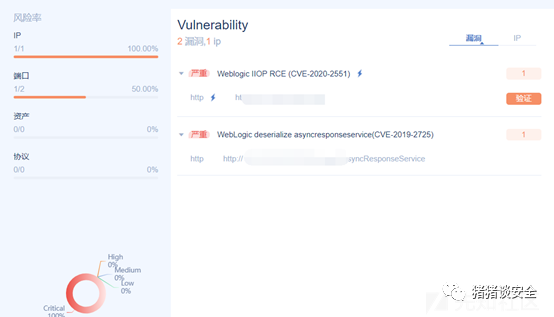 风险率
IP
1/1 100.00%
端口
1/2 50.00%
资产
0/0 0%
协议
0/0 0%
High
0%
Medium
0%
Low
0%
Critical
100%
Vulnerability
2 漏洞,1 ip
漏洞 IP
严重 Weblogic IIOP RCE (CVE-2020-2551) 1
http 验证
严重 WebLogic deserialize asyncresponseservice(CVE-2019-2725) 1
http http:// syncResponseService
猪猪谈安全